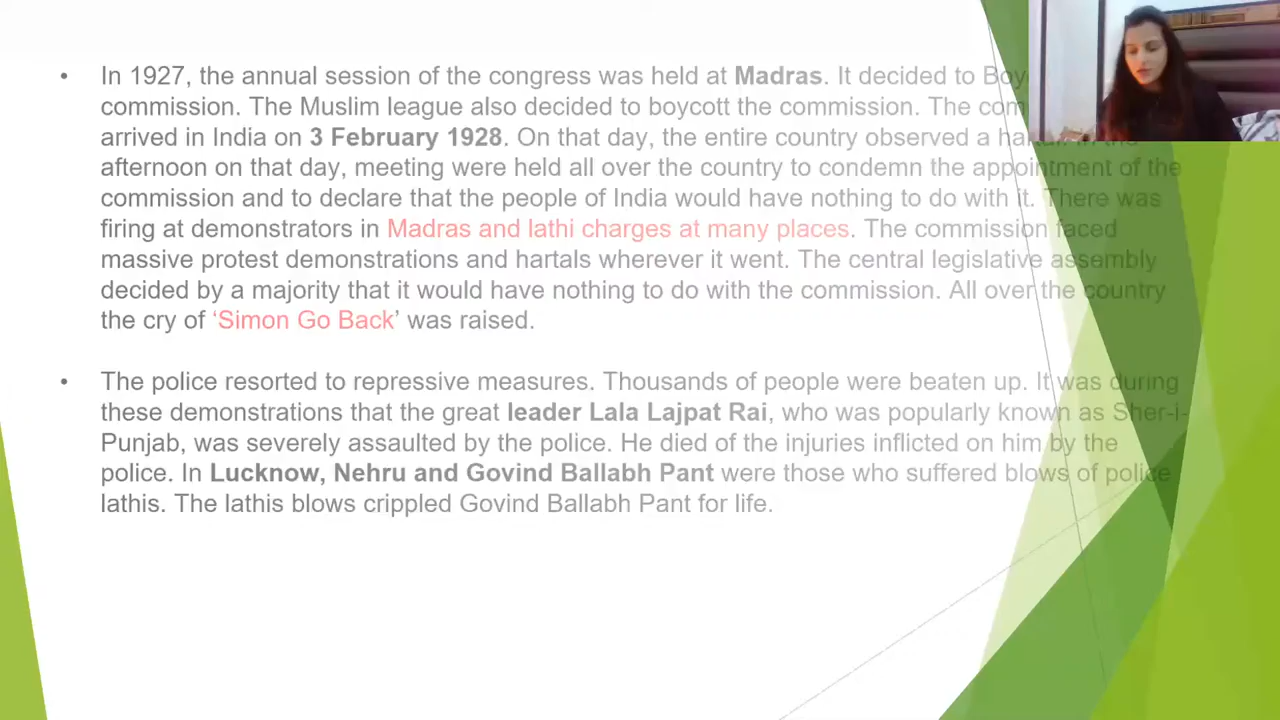 • In 1927, the annual session of the congress was held at Madras. It decided to Boy
commission. The Muslim league also decided to boycott the commission. The com
arrived in India on 3 February 1928. On that day, the entire country observed a
afternoon on that day, meeting were held all over the country to condemn the appointment of the
commission and to declare that the people of India would have nothing to do with it. There was
firing at demonstrators in Madras and lathi charges at many places. The commission faced
massive protest demonstrations and hartals wherever it went. The central legislative assembly
decided by a majority that it would have nothing to do with the commission. All over the country
the cry of ‘Simon Go Back’ was raised.
• The police resorted to repressive measures. Thousands of people were beaten up. It was during
these demonstrations that the great leader Lala Lajpat Rai, who was popularly known as Sher-i-
Punjab, was severely assaulted by the police. He died of the injuries inflicted on him by the
police. In Lucknow, Nehru and Govind Ballabh Pant were those who suffered blows of police
lathis. The lathis blows crippled Govind Ballabh Pant for life.